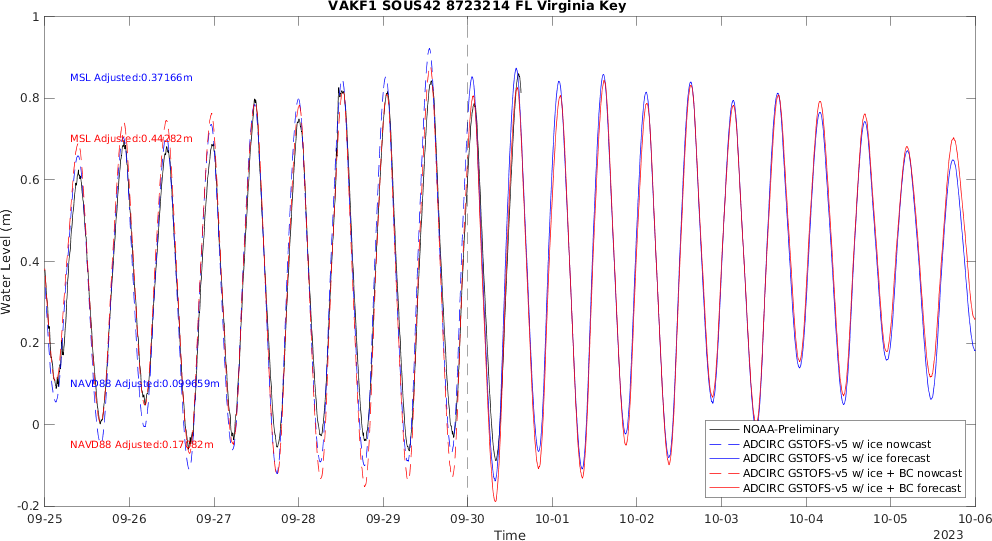 VAKF1 SOUS42 8723214 FL Virginia Key
1
0.8
0.6
0.4
0.2
0
-0.2
Water Level (m)
MSL Adjusted:0.37166m
MSL Adjusted:0.44282m
NAVD88 Adjusted:0.099659m
NAVD88 Adjusted:0.17082m
NOAA-Preliminary
ADCIRC GSTOFS-v5 w/ ice nowcast
ADCIRC GSTOFS-v5 w/ ice forecast
ADCIRC GSTOFS-v5 w/ ice + BC nowcast
ADCIRC GSTOFS-v5 w/ ice + BC forecast
09-25 09-26 09-27 09-28 09-29 09-30 10-01 10-02 10-03 10-04 10-05 10-06
Time
2023